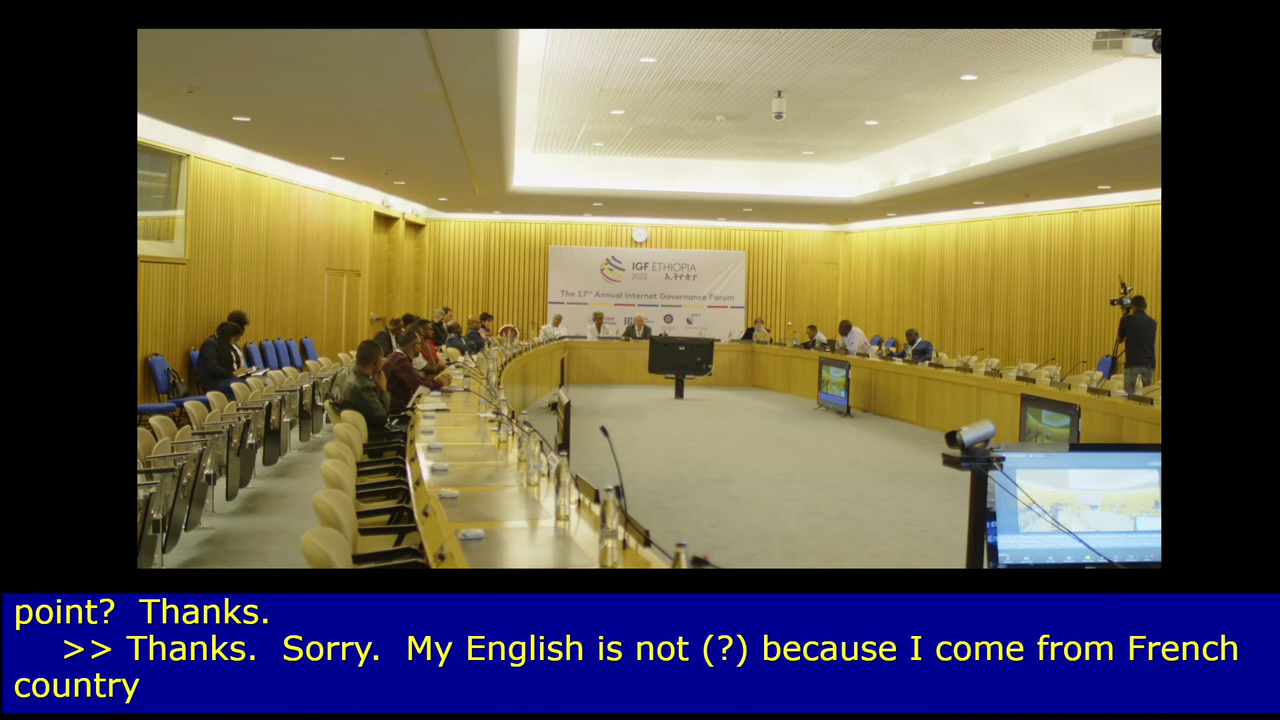 IGF ETHIOPIA
2022 ኢትዮጵያ
The 17th Annual Internet Governance Forum
point? Thanks.
>> Thanks. Sorry. My English is not (?) because I come from French
country